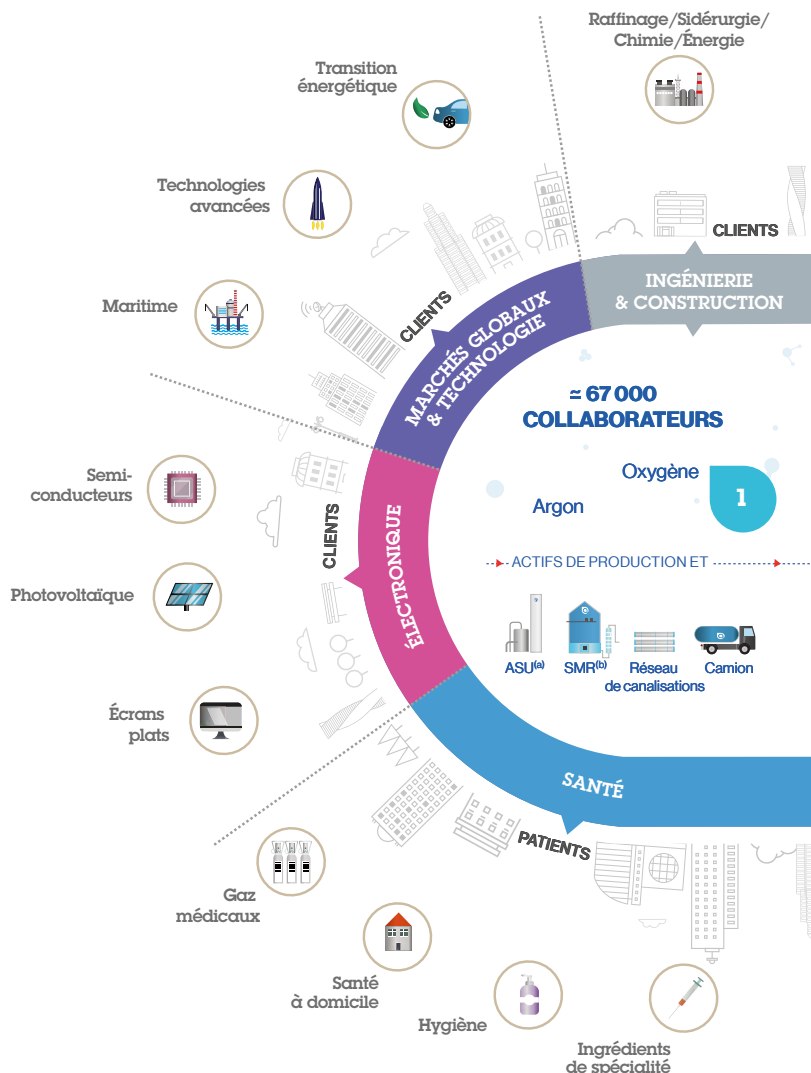 Raffinage/Sidérurgie/
Chimie/Énergie
Transition
énergétique
Technologies
avancées
Maritime
CLIENTS
INGÉNIERIE
& CONSTRUCTION
CLIENTS
MARCHÉS GLOBAUX
& TECHNOLOGIE
≃ 67 000
COLLABORATEURS
Oxygène
1
Argon
Semi-
conducteurs
CLIENTS
ÉLECTRONIQUE
ACTIFS DE PRODUCTION ET
Photovoltaïque
ASU(a)
SMR(b)
Réseau
de canalisations
Camion
Écrans
plats
SANTÉ
PATIENTS
Gaz
médicaux
Santé
à domicile
Hygiène
Ingrédients
de spécialité